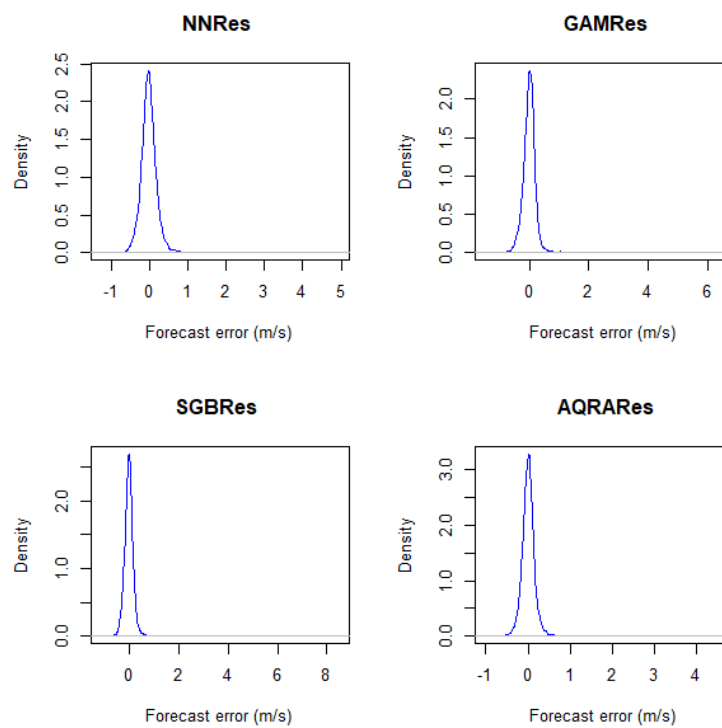 NNRes
Density
0.0 0.5 1.0 1.5 2.0 2.5
-1 0 1 2 3 4 5
Forecast error (m/s)
GAMRes
Density
0.0 0.5 1.0 1.5 2.0
0 2 4 6
Forecast error (m/s)
SGBRes
Density
0.0 1.0 2.0
0 2 4 6 8
Forecast error (m/s)
AQRARes
Density
0.0 1.0 2.0 3.0
-1 0 1 2 3 4
Forecast error (m/s)